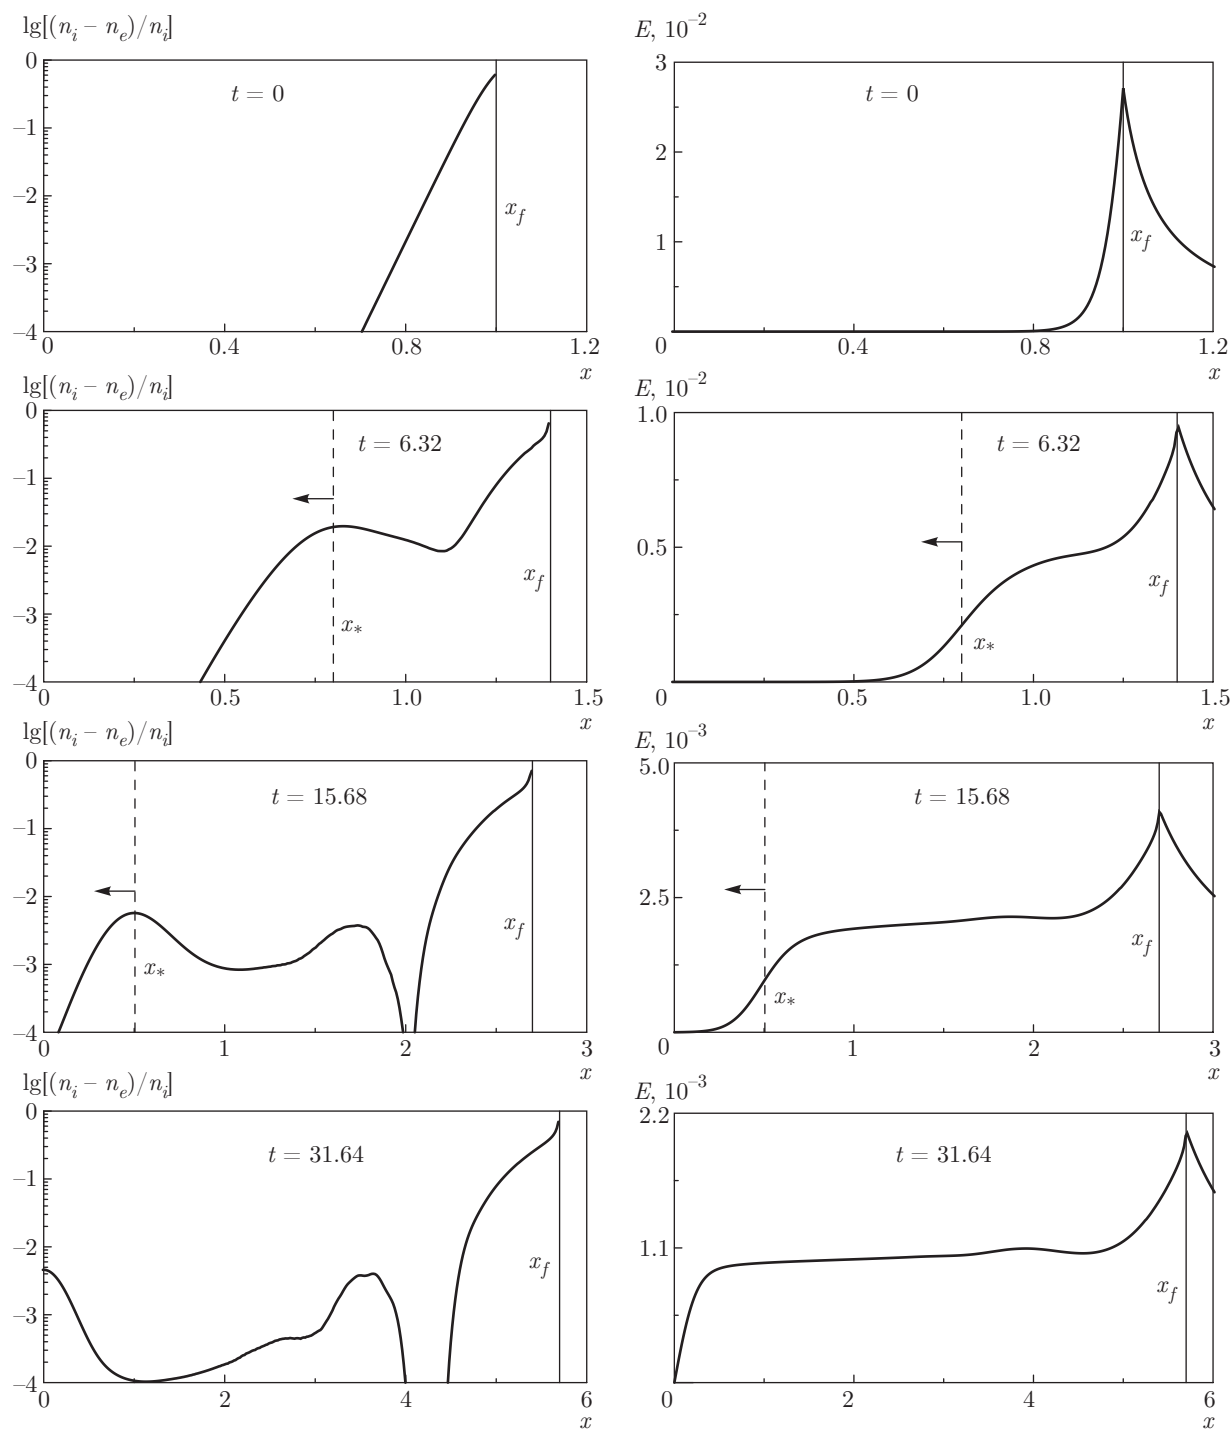 lg[(n_i – n_e)/n_i]
0
–1
–2
–3
–4
t = 0
x_f
0
0.4
0.8
1.2
x
E, 10^–2
3
2
1
0
t = 0
x_f
0.4
0.8
1.2
x
lg[(n_i – n_e)/n_i]
0
–1
–2
–3
–4
t = 6.32
x_*
x_f
0
0.5
1.0
1.5
x
E, 10^–2
1.0
0.5
0
t = 6.32
x_*
x_f
0.5
1.0
1.5
x
lg[(n_i – n_e)/n_i]
0
–1
–2
–3
–4
t = 15.68
x_*
x_f
0
1
2
3
x
E, 10^–3
5.0
2.5
0
t = 15.68
x_*
x_f
1
2
3
x
lg[(n_i – n_e)/n_i]
0
–1
–2
–3
–4
t = 31.64
x_f
0
2
4
6
x
E, 10^–3
2.2
1.1
0
t = 31.64
x_f
2
4
6
x